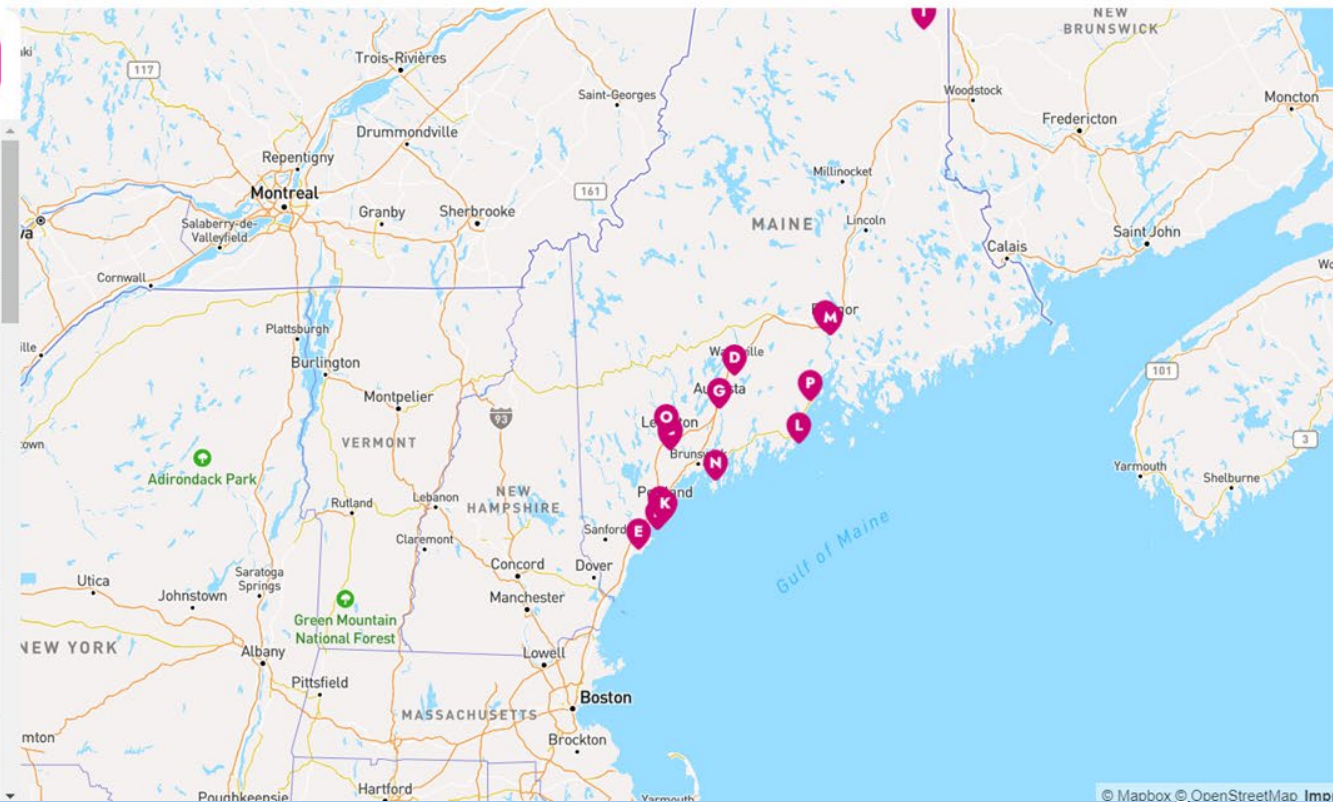 NEW
BRUNSWICK
117
Trois-Rivières
Saint-Georges
Woodstock
Moncton
Fredericton
Drummondville
Repentigny
Millinocket
161
Montreal
Granby
Sherbrooke
Lincoln
MAINE
Salaberry-de-
Valleyfield
Saint John
Calais
Cornwall
M
Plattsburgh
D
Burlington
101
P
G
Augusta
Montpelier
O
93
L
VERMONT
3
Brunswick
N
Adirondack Park
Yarmouth
Shelburne
Portland
K
NEW
HAMPSHIRE
Lebanon
Rutland
Sanford
E
Claremont
Gulf of Maine
Concord
Dover
Saratoga
Springs
Utica
Johnstown
Manchester
Green Mountain
National Forest
NEW YORK
Albany
Lowell
Pittsfield
Boston
MASSACHUSETTS
Brockton
Hartford
Poughkeepsie
Yarmouth
© Mapbox © OpenStreetMap